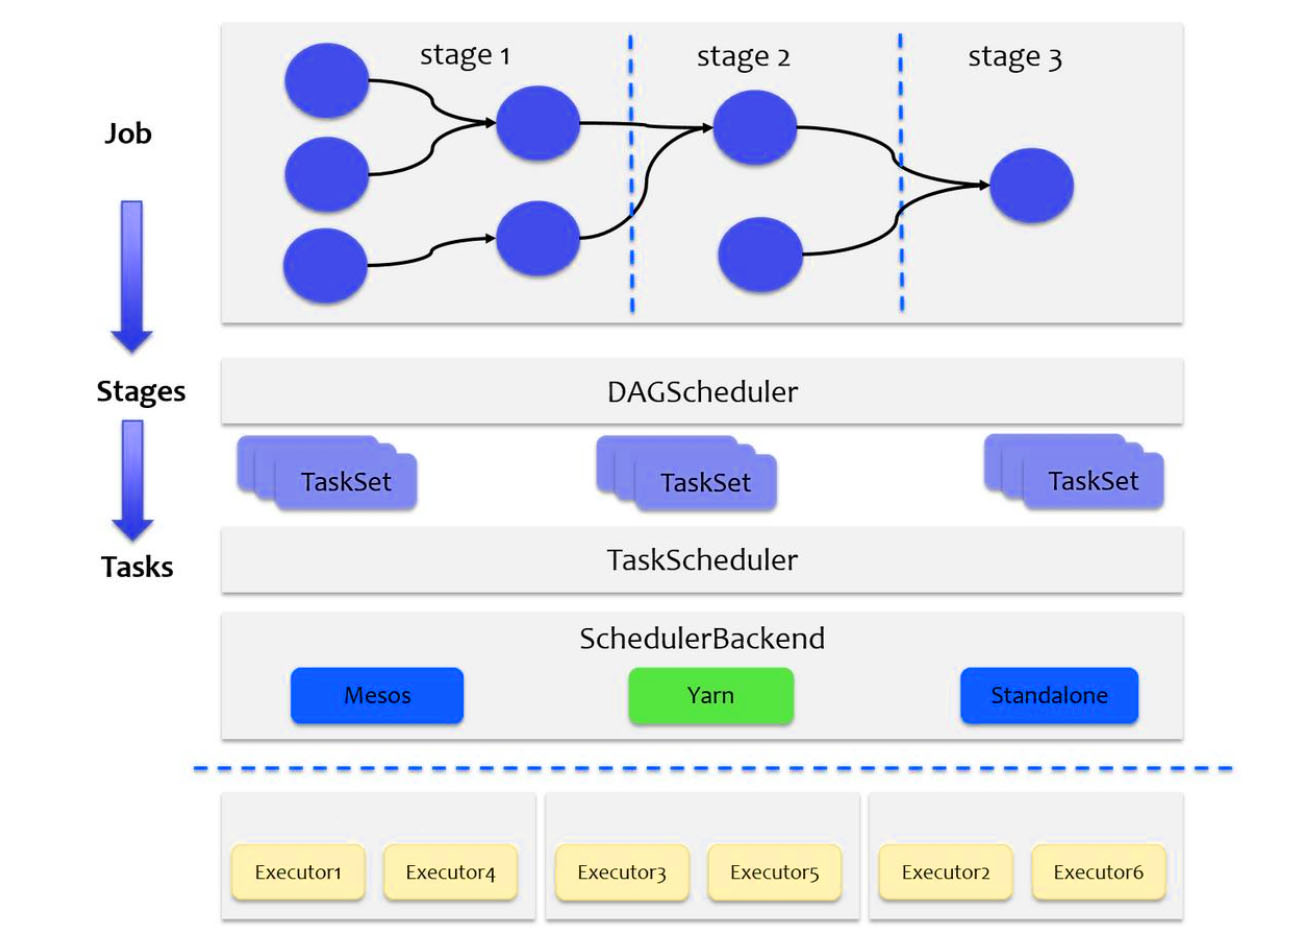 stage 1
stage 2
stage 3
Job
Stages
DAGScheduler
TaskSet
TaskSet
TaskSet
Tasks
TaskScheduler
SchedulerBackend
Mesos
Yarn
Standalone
Executor1
Executor4
Executor3
Executor5
Executor2
Executor6